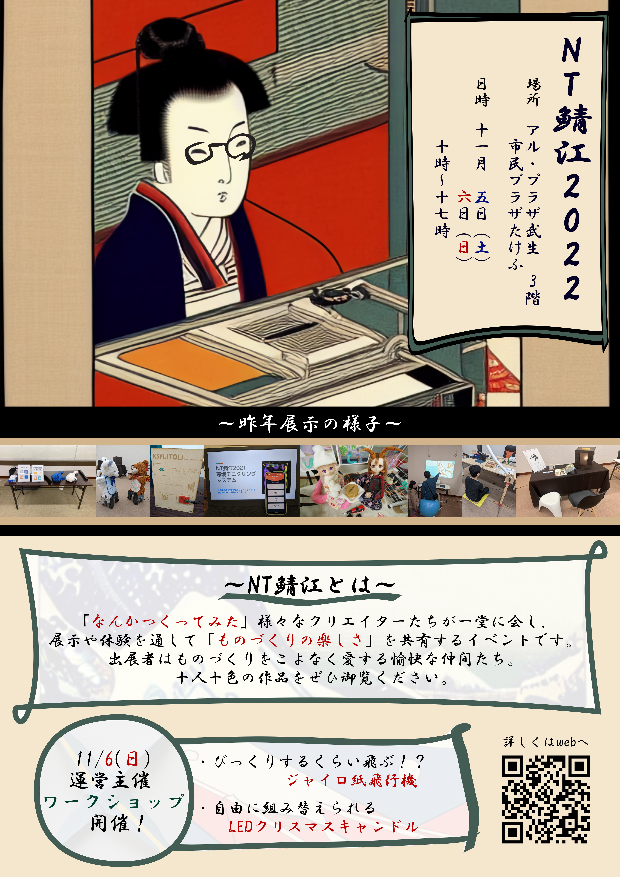 NT鯖江2022
場所 アル・プラザ武生 3階
市民プラザたけふ
日時 十一月 五日(土)
六日(日)
十時~十七時
~昨年展示の様子~
NT鯖江2021
~NT鯖江とは~
「なんかつくってみた」様々なクリエイターたちが一堂に会し、
展示や体験を通して「ものづくりの楽しさ」を共有するイベントです。
出展者はものづくりをこよなく愛する愉快な仲間たち。
十人十色の作品をぜひ御覧ください。
11/6(日)
運営主催
ワークショップ
開催!
・びっくりするくらい飛ぶ!?
ジャイロ紙飛行機
・自由に組み替えられる
LEDクリスマスキャンドル
詳しくはwebへ